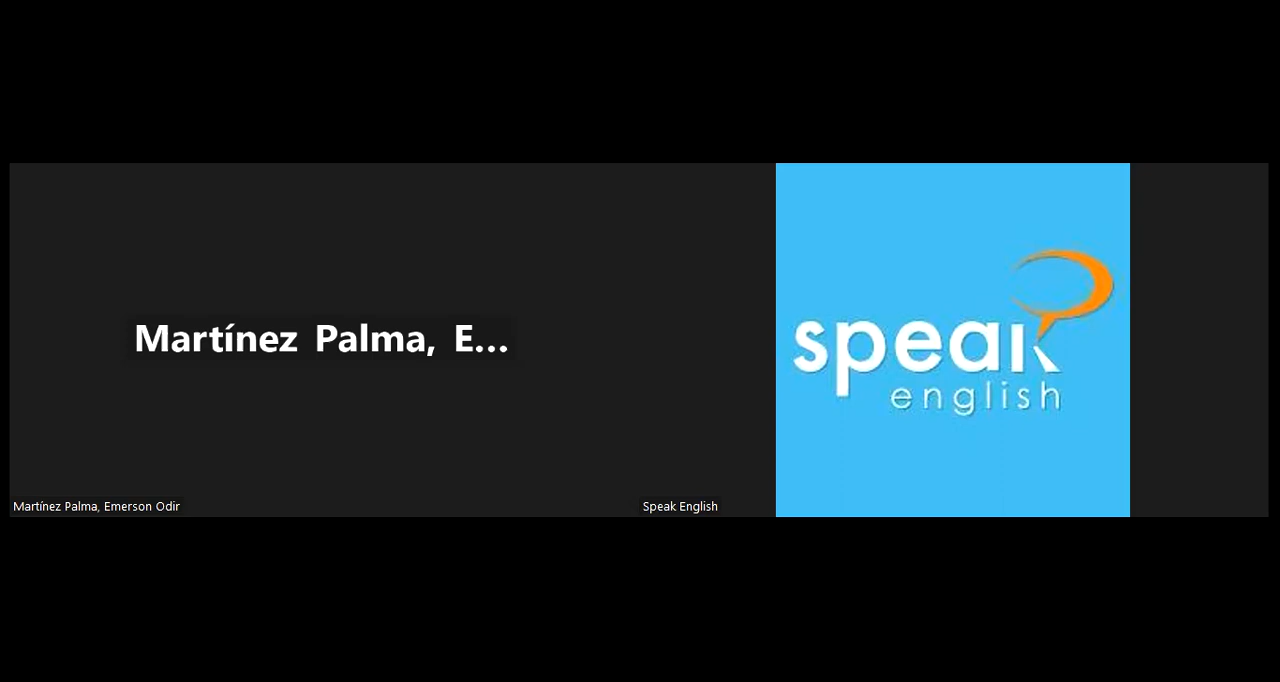 Martínez Palma, E...
Martínez Palma, Emerson Odir
speak
english
Speak English